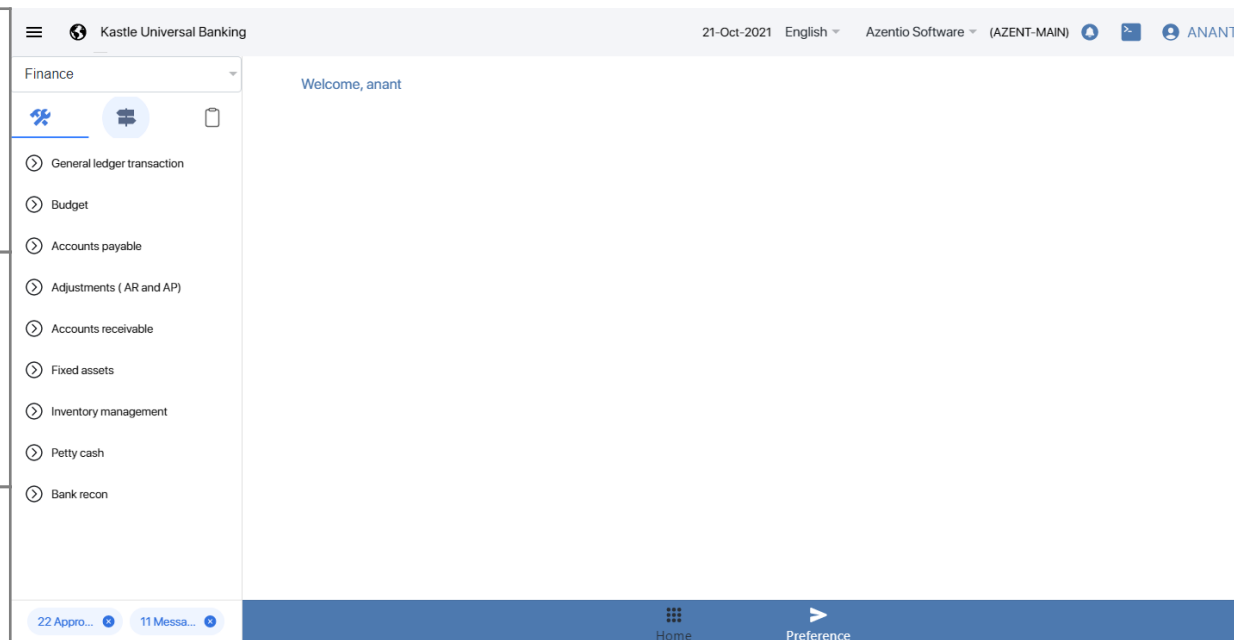 Kastle Universal Banking
21-Oct-2021 English Azentio Software (AZENT-MAIN) ANANT
Finance
Welcome, anant
General ledger transaction
Budget
Accounts payable
Adjustments ( AR and AP)
Accounts receivable
Fixed assets
Inventory management
Petty cash
Bank recon
22 Appro... 11 Messa...
Home Preference